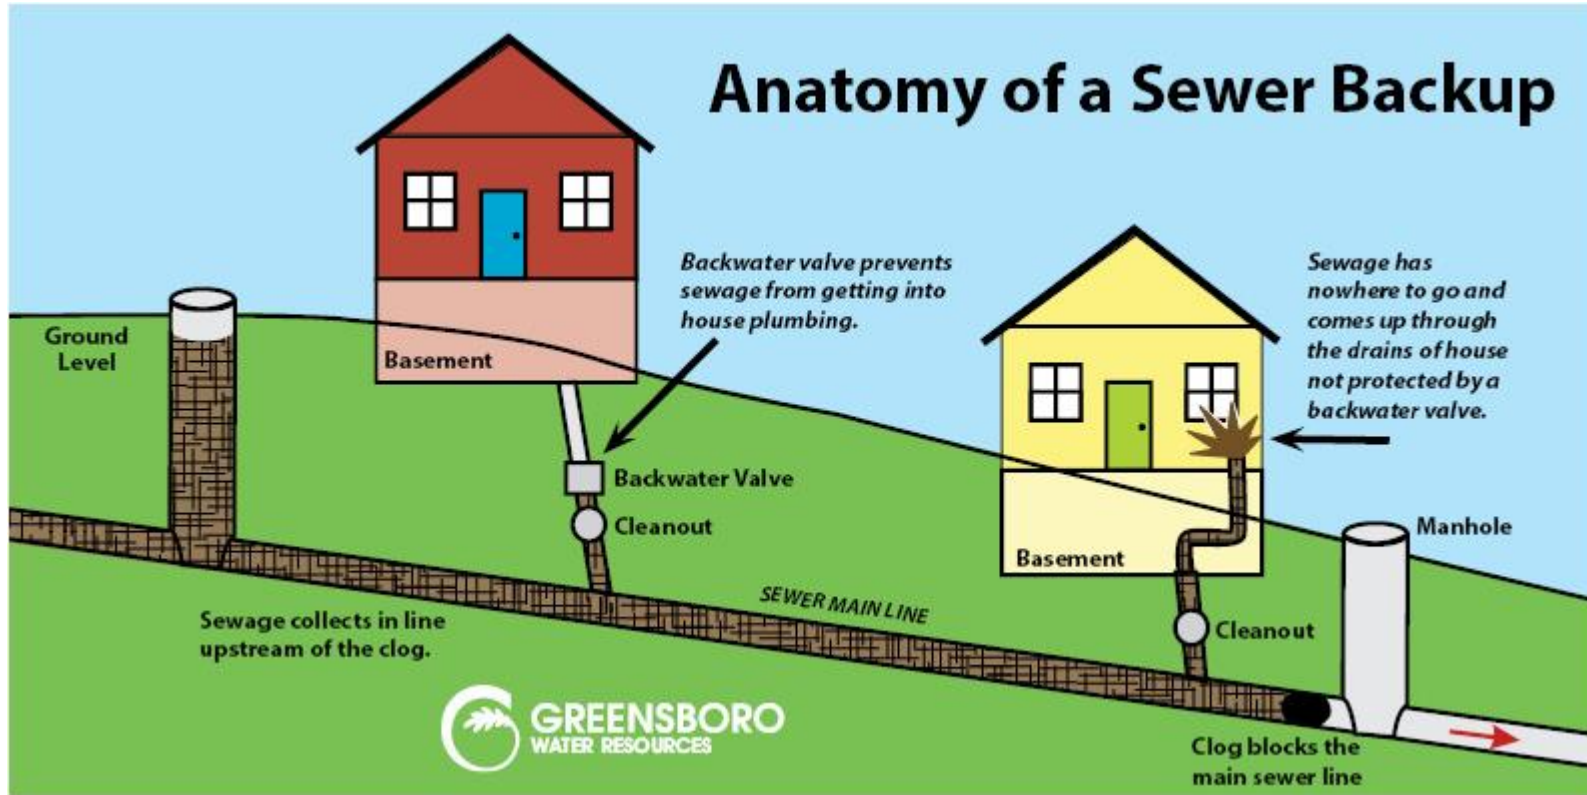 Anatomy of a Sewer Backup
Backwater valve prevents
sewage from getting into
house plumbing.
Sewage has
nowhere to go and
comes up through
the drains of house
not protected by a
backwater valve.
Ground
Level
Basement
Backwater Valve
Cleanout
Manhole
Basement
SEWER MAIN LINE
Sewage collects in line
upstream of the clog.
Cleanout
GREENSBORO
WATER RESOURCES
Clog blocks the
main sewer line